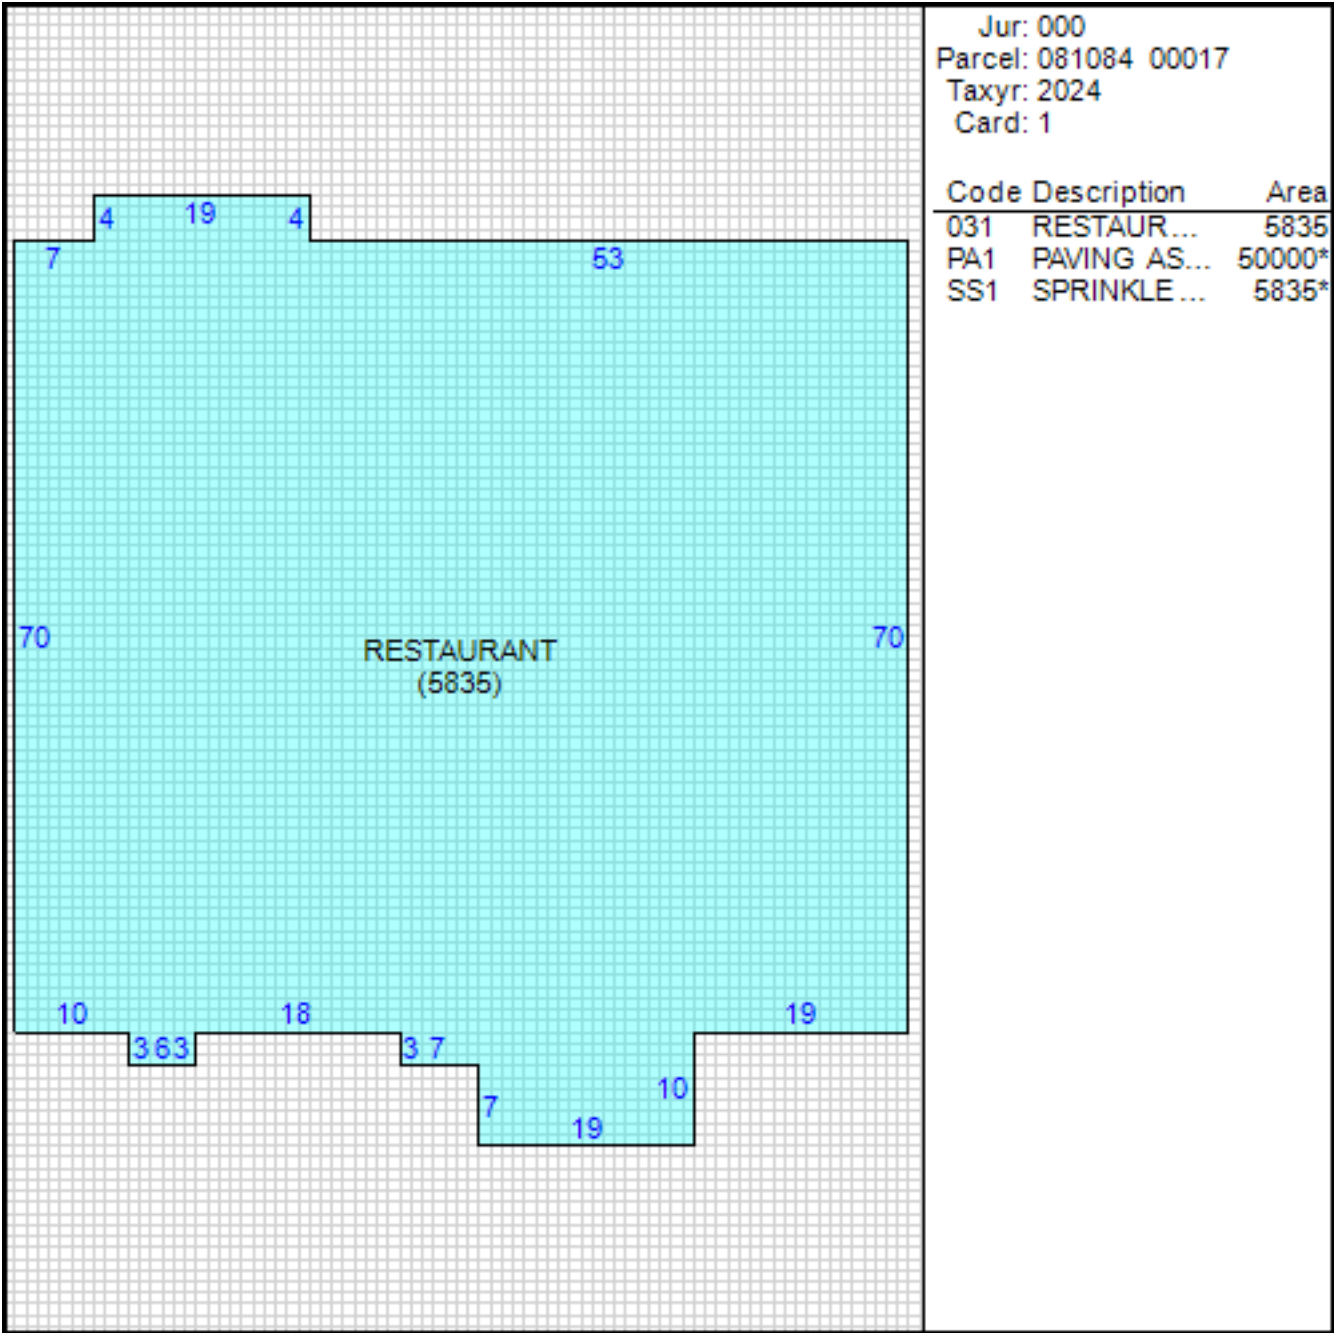 Jur: 000
Parcel: 081084 00017
Taxyr: 2024
Card: 1
Code Description Area
031 RESTAUR... 5835
PA1 PAVING AS... 50000*
SS1 SPRINKLE... 5835*
4 19 4
7 53
70 70
RESTAURANT
(5835)
10 18 19
3 6 3 3 7
10
7
19